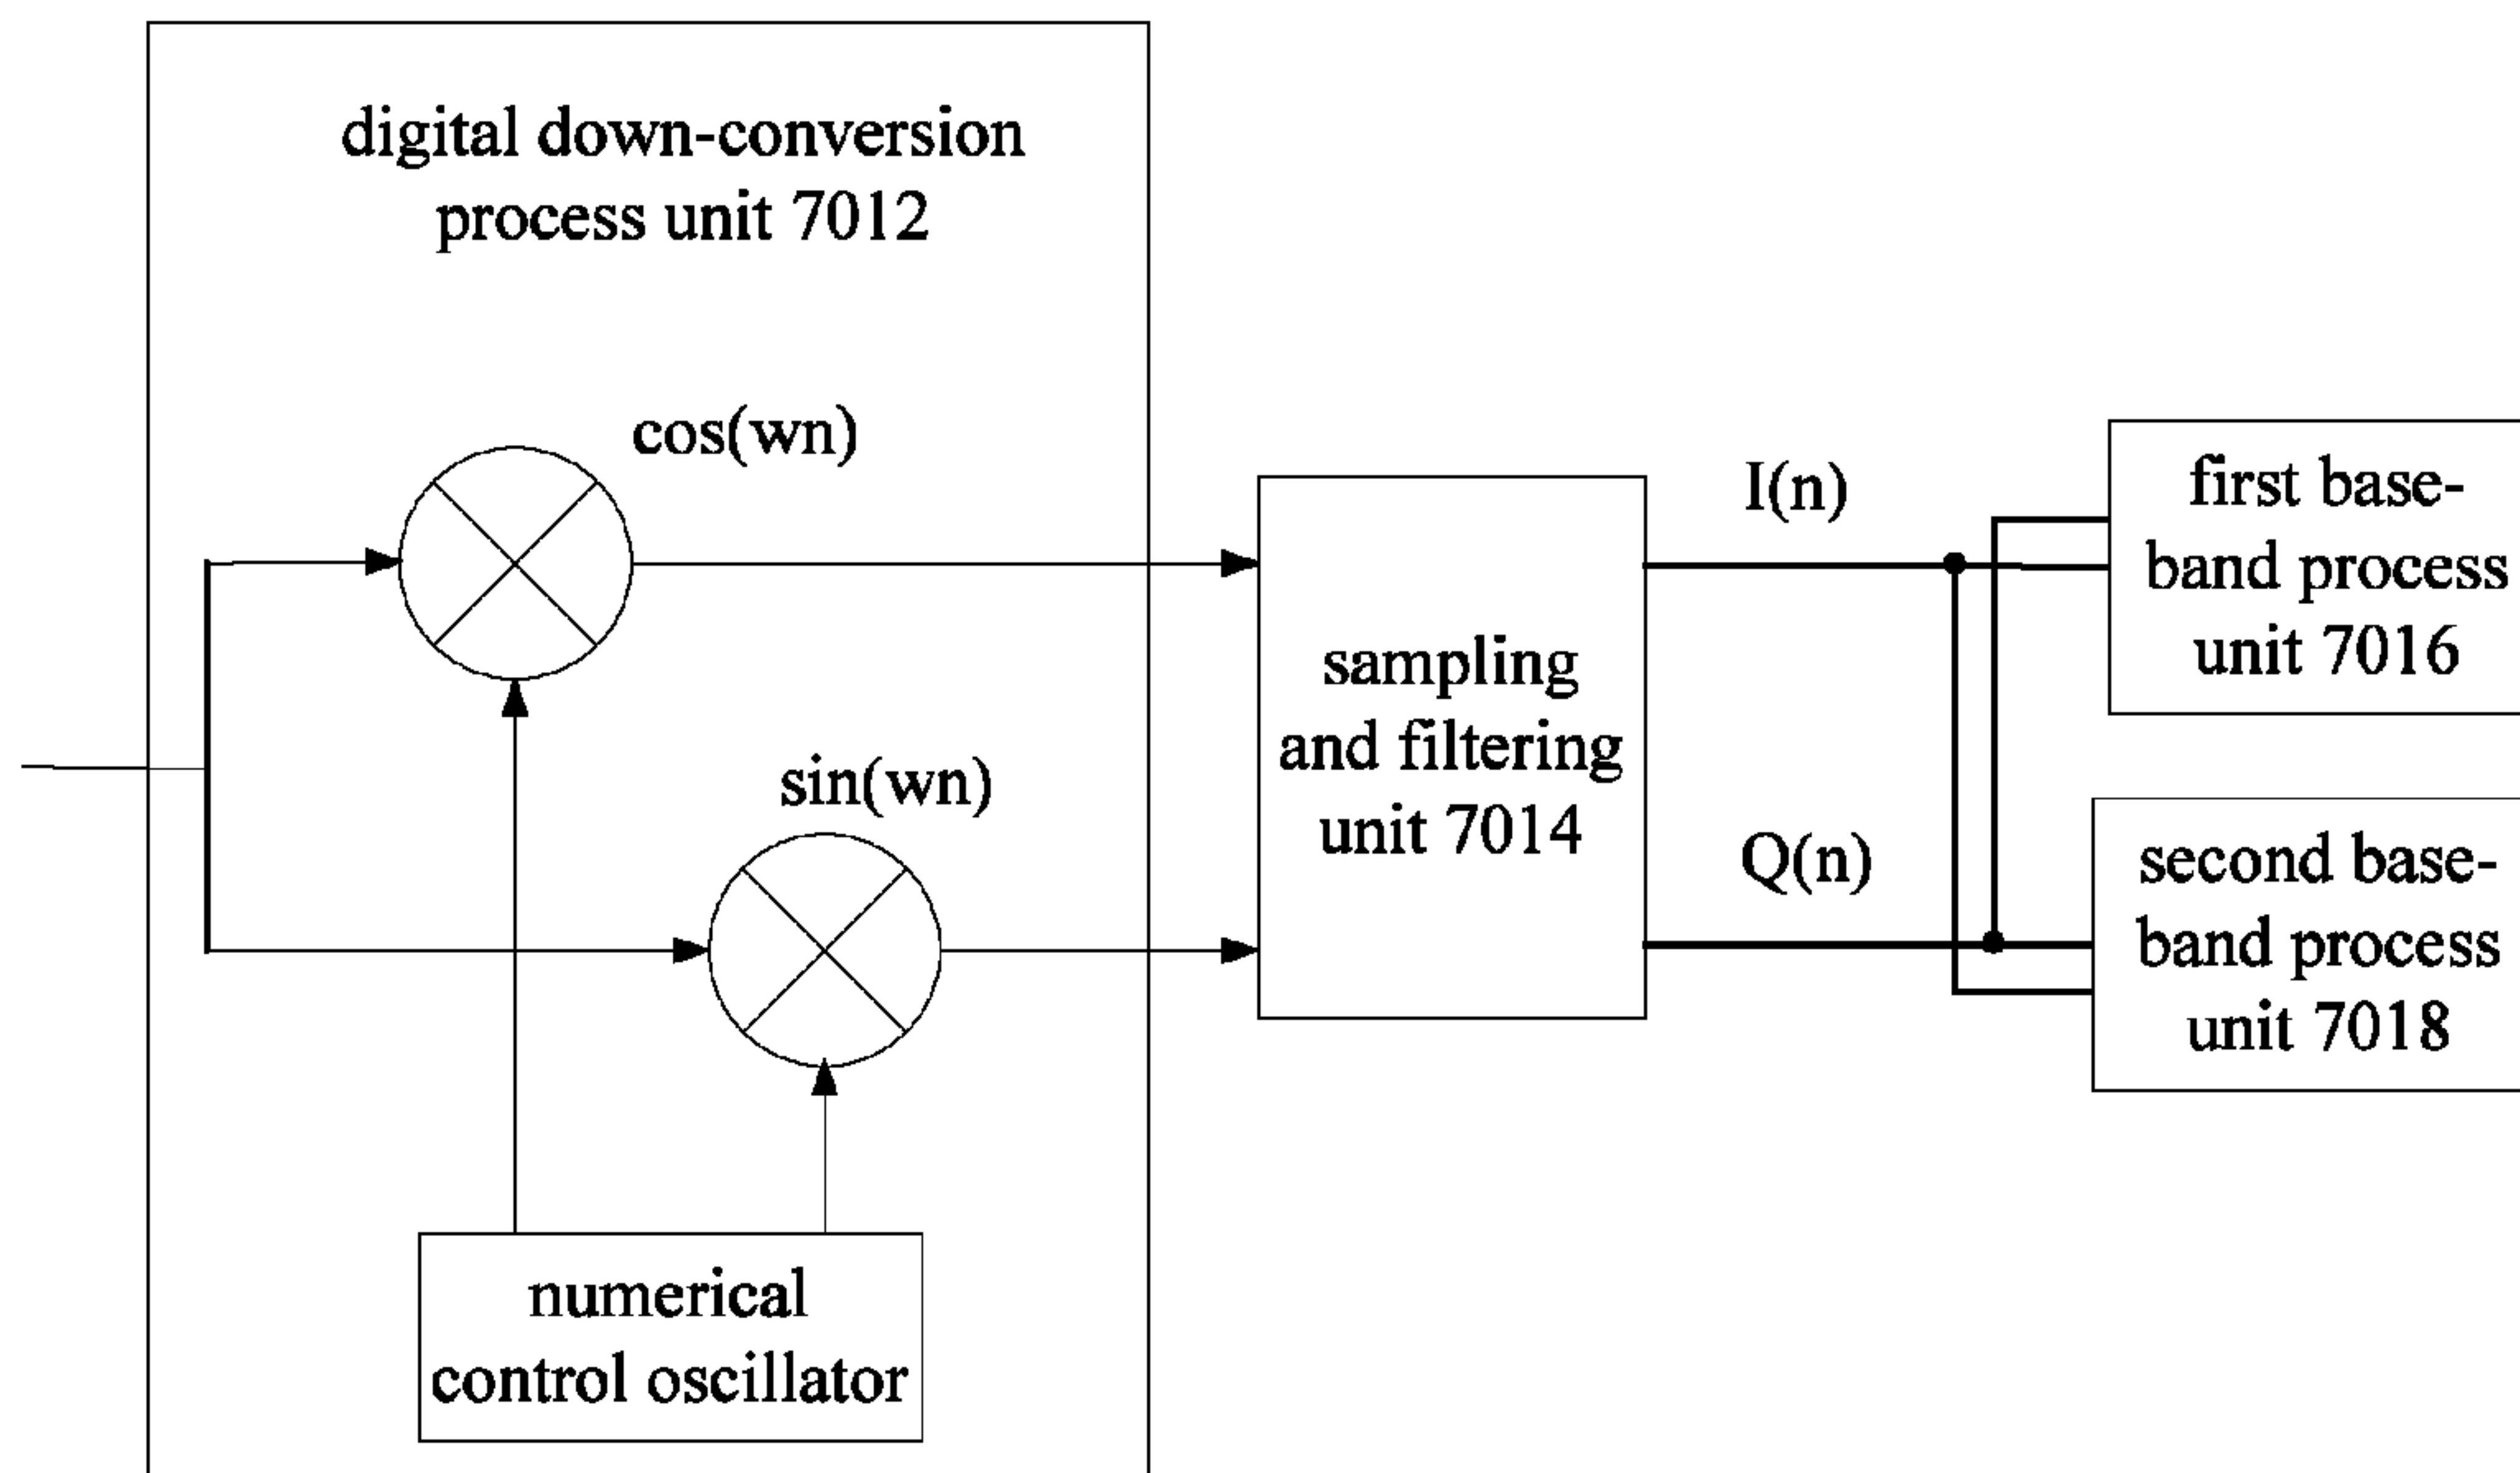 digital down-conversion
process unit 7012
cos(wn)
sin(wn)
numerical
control oscillator
sampling
and filtering
unit 7014
I(n)
Q(n)
first base-
band process
unit 7016
second base-
band process
unit 7018